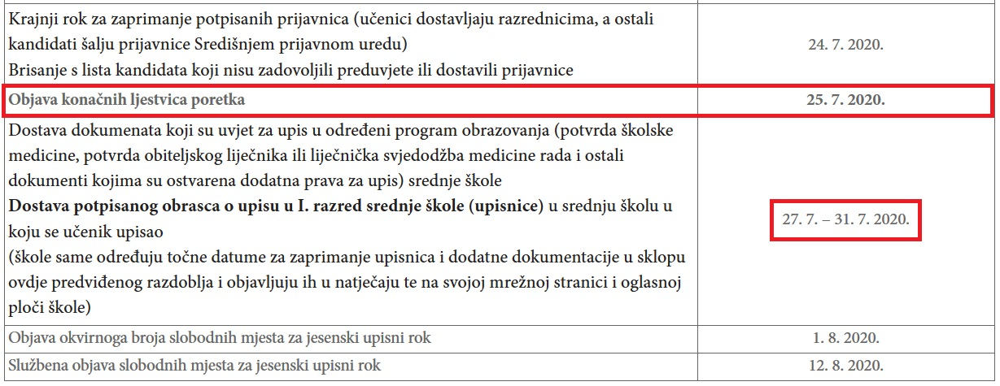 Krajnji rok za zaprimanje potpisanih prijavnica (učenici dostavljaju razrednicima, a ostali
kandidati šalju prijavnice Središnjem prijavnom uredu)
Brisanje s lista kandidata koji nisu zadovoljili preduvjete ili dostavili prijavnice
24. 7. 2020.
Objava konačnih ljestvica poretka
25. 7. 2020.
Dostava dokumenata koji su uvjet za upis u određeni program obrazovanja (potvrda školske
medicine, potvrda obiteljskog liječnika ili liječnička svjedodžba medicine rada i ostali
dokumenti kojima su ostvarena dodatna prava za upis) srednje škole
Dostava potpisanog obrasca o upisu u I. razred srednje škole (upisnice) u srednju školu u
koju se učenik upisao
(škole same određuju točne datume za zaprimanje upisnica i dodatne dokumentacije u sklopu
ovdje predviđenog razdoblja i objavljuju ih u natječaju te na svojoj mrežnoj stranici i oglasnoj
ploči škole)
27. 7. – 31. 7. 2020.
Objava okvirnoga broja slobodnih mjesta za jesenski upisni rok
1. 8. 2020.
Službena objava slobodnih mjesta za jesenski upisni rok
12. 8. 2020.